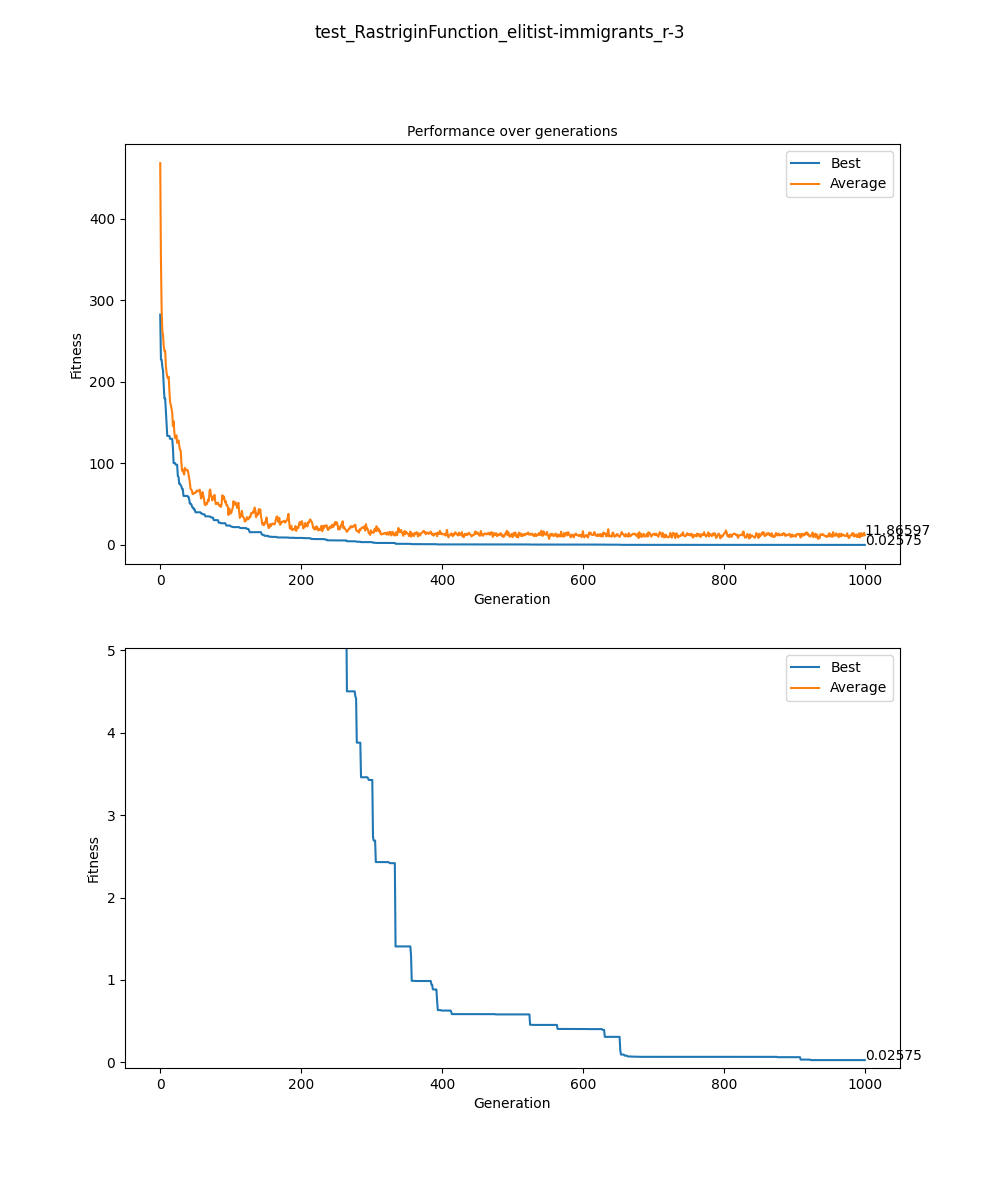 test_RastriginFunction_elitist-immigrants_r-3
Performance over generations
Best
Average
Fitness
400
300
200
100
0
11.86597
0.02575
0 200 400 600 800 1000
Generation
Best
Average
Fitness
5
4
3
2
1
0
0.02575
0 200 400 600 800 1000
Generation